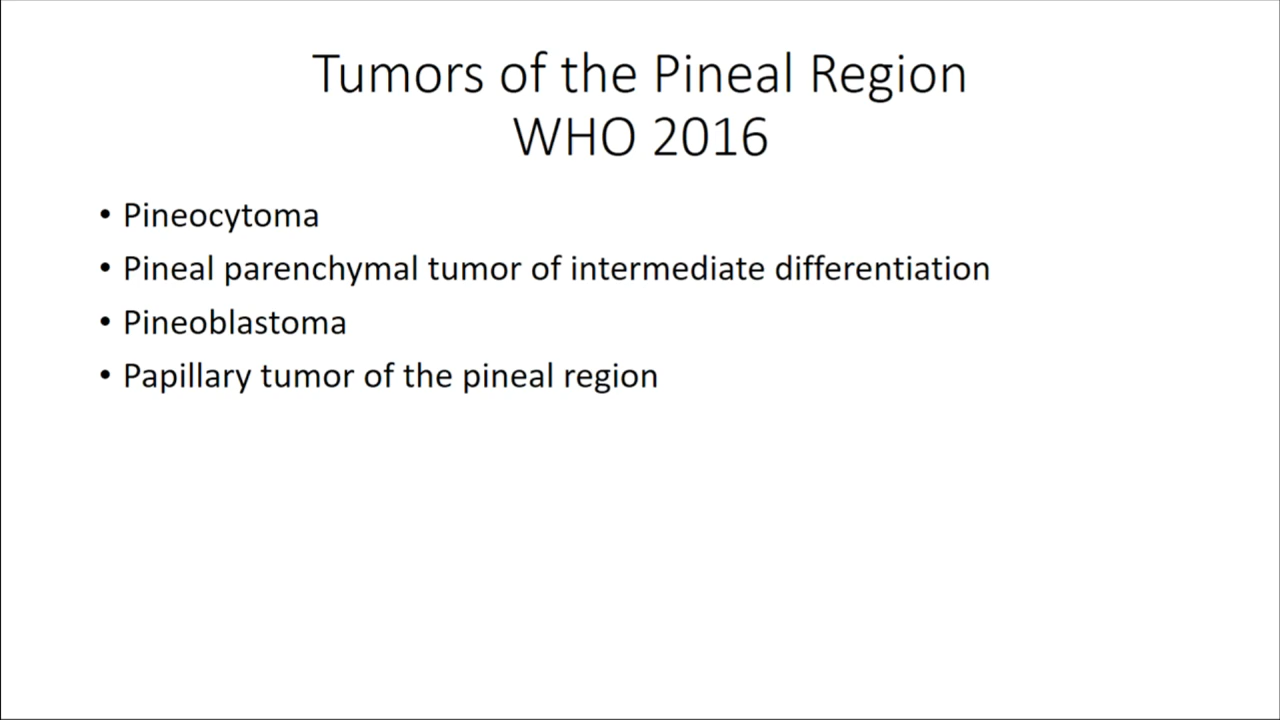 Tumors of the Pineal Region
WHO 2016
• Pineocytoma
• Pineal parenchymal tumor of intermediate differentiation
• Pineoblastoma
• Papillary tumor of the pineal region